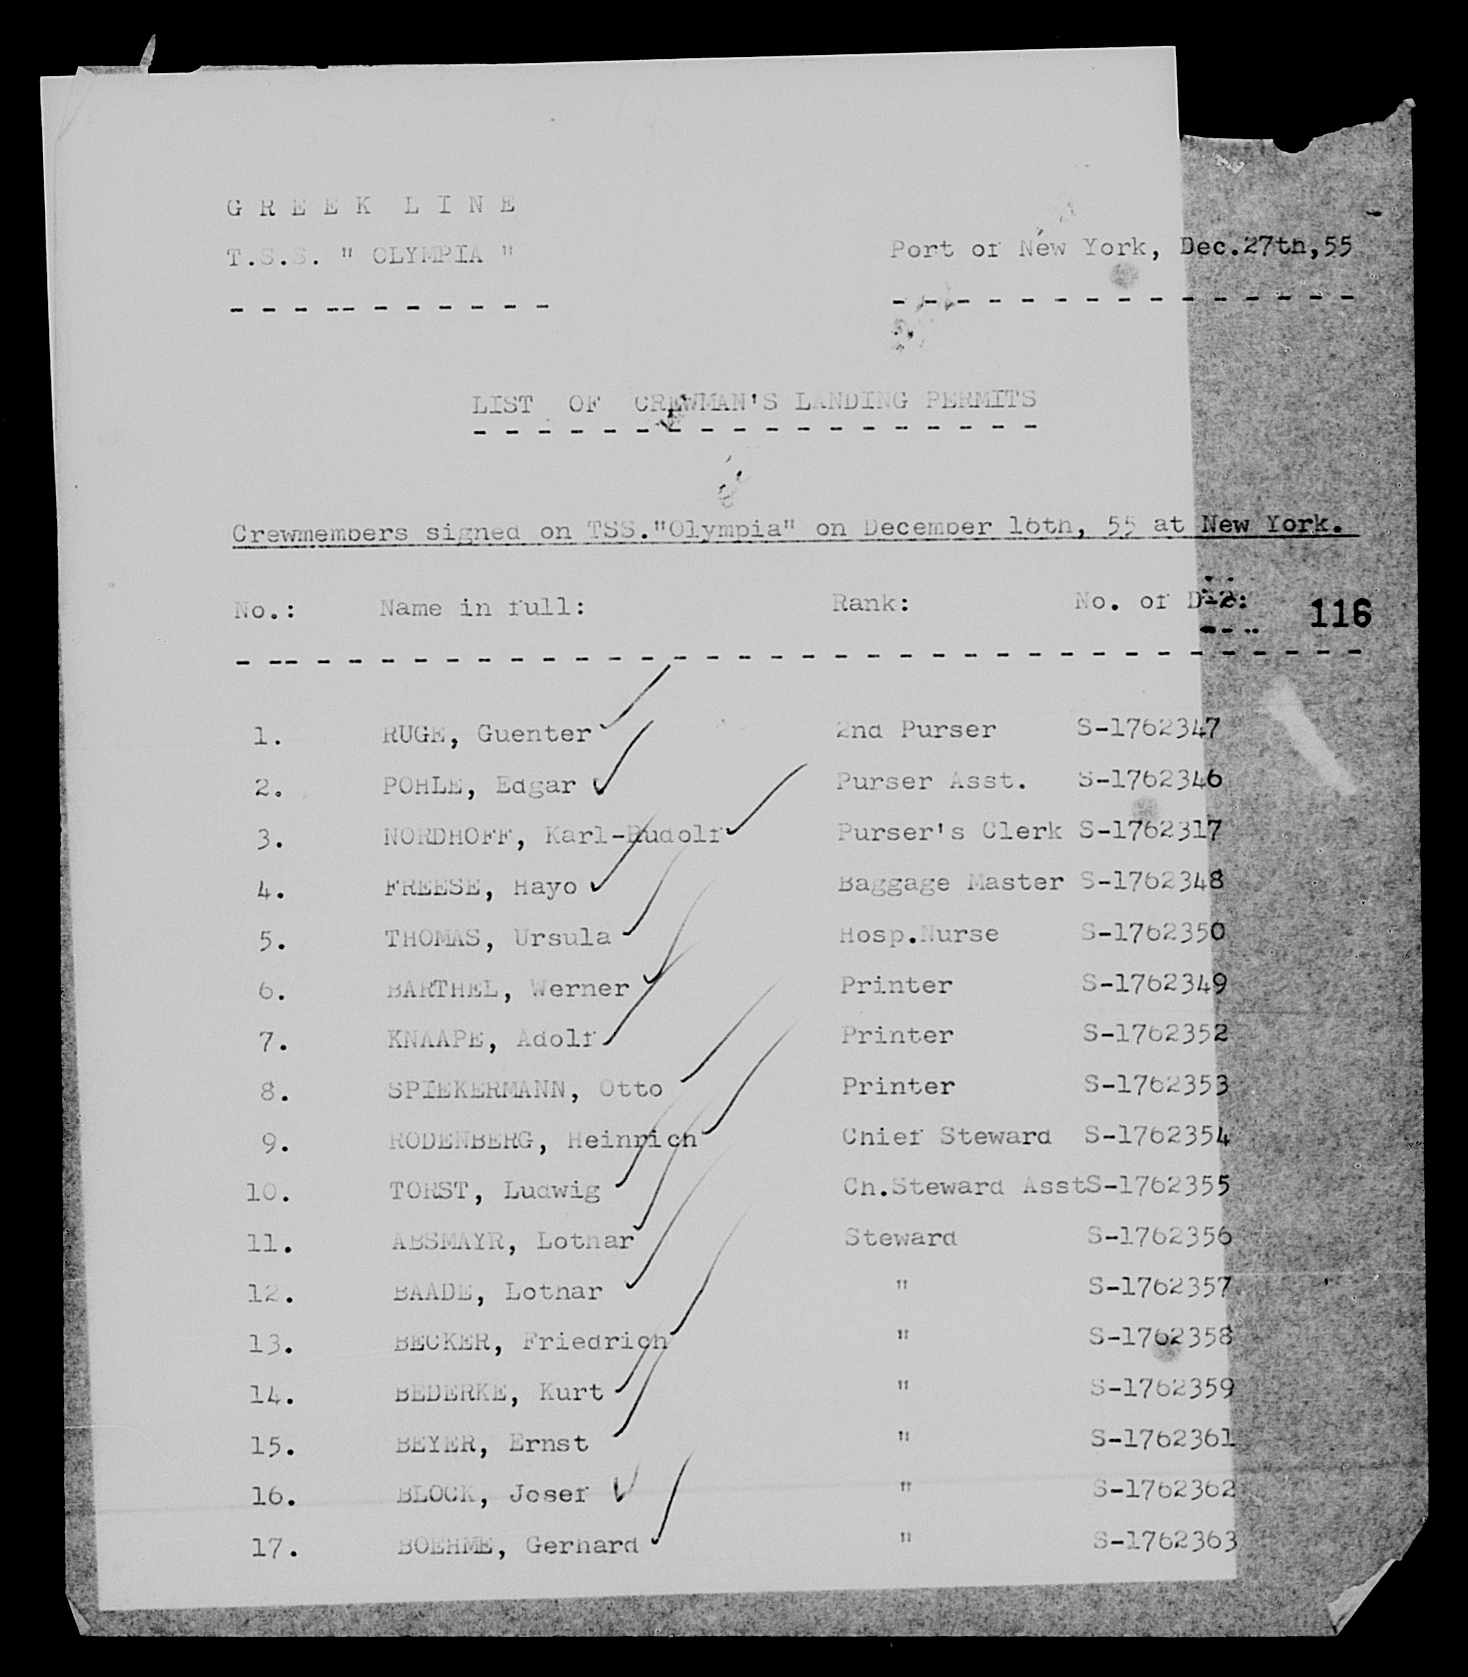 GREEK LINE
T.S.S. " OLYMPIA "
Port of New York, Dec.27th,55
LIST OF CREWMAN'S LANDING PERMITS
Crewmembers signed on TSS."Olympia" on December 16th, 55 at New York.
No.: Name in full: Rank: No. of D-2:
116
1. RUGE, Guenter 2nd Purser S-1762347
2. POHLE, Edgar Purser Asst. S-1762346
3. NORDHOFF, Karl-Rudolf Purser's Clerk S-1762317
4. FREESE, Hayo Baggage Master S-1762348
5. THOMAS, Ursula Hosp.Nurse S-1762350
6. BARTHEL, Werner Printer S-1762349
7. KNAAPE, Adolf Printer S-1762352
8. SPIEKERMANN, Otto Printer S-1762353
9. RODENBERG, Heinrich Chief Steward S-1762354
10. TORST, Ludwig Ch.Steward Asst S-1762355
11. ABSMAYR, Lothar Steward S-1762356
12. BAADE, Lothar " S-1762357
13. BECKER, Friedrich " S-1762358
14. BEDERKE, Kurt " S-1762359
15. BEYER, Ernst " S-1762361
16. BLOCK, Josef " S-1762362
17. BOEHME, Gerhard " S-1762363